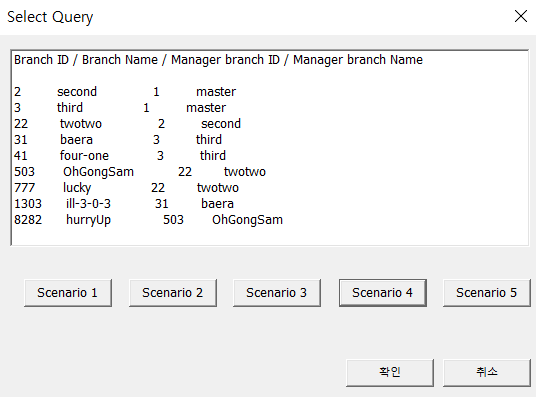 Select Query
Branch ID / Branch Name / Manager branch ID / Manager branch Name
2 second 1 master
3 third 1 master
22 twotwo 2 second
31 baera 3 third
41 four-one 3 third
503 OhGongSam 22 twotwo
777 lucky 22 twotwo
1303 ill-3-0-3 31 baera
8282 hurryUp 503 OhGongSam
Scenario 1 Scenario 2 Scenario 3 Scenario 4 Scenario 5
확인 취소